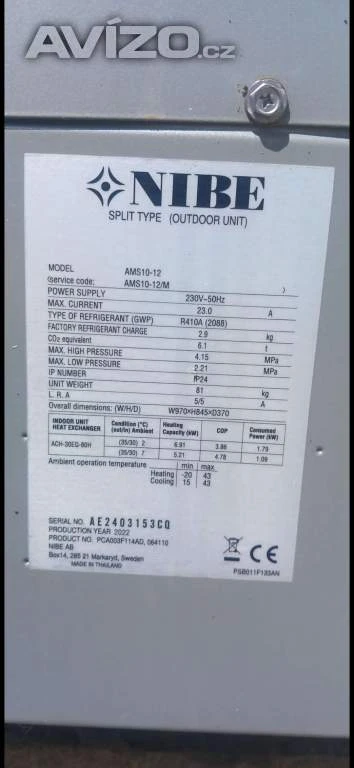 AVÍZO.cz
NIBE
SPLIT TYPE (OUTDOOR UNIT)
MODEL AMS10-12
(service code: AMS10-12/M )
POWER SUPPLY 230V~50Hz
MAX. CURRENT 23.0 A
TYPE OF REFRIGERANT (GWP) R410A (2088)
FACTORY REFRIGERANT CHARGE 2.9 kg
CO2 equivalent 6.1 t
MAX. HIGH PRESSURE 4.15 MPa
MAX. LOW PRESSURE 2.21 MPa
IP NUMBER IP24
UNIT WEIGHT 81 kg
L. R. A 5/5 A
Overall dimensions: (W/H/D) W970×H845×D370
INDOOR UNIT HEAT EXCHANGER Condition (°C) (out/in) Ambient Heating Capacity (kW) COP Consumed Power (kW)
ACH-30EQ-80H (35/30) 2 6.91 3.86 1.79
(35/30) 7 5.21 4.78 1.09
Ambient operation temperature min max
Heating -20 43
Cooling 15 43
SERIAL NO. AE2403153CQ
PRODUCTION YEAR 2022
PRODUCT NO. PCA003F114AD, 064110
NIBE AB
Box14, 285 21 Markaryd, Sweden
MADE IN THAILAND
CE
PSB011F133AN